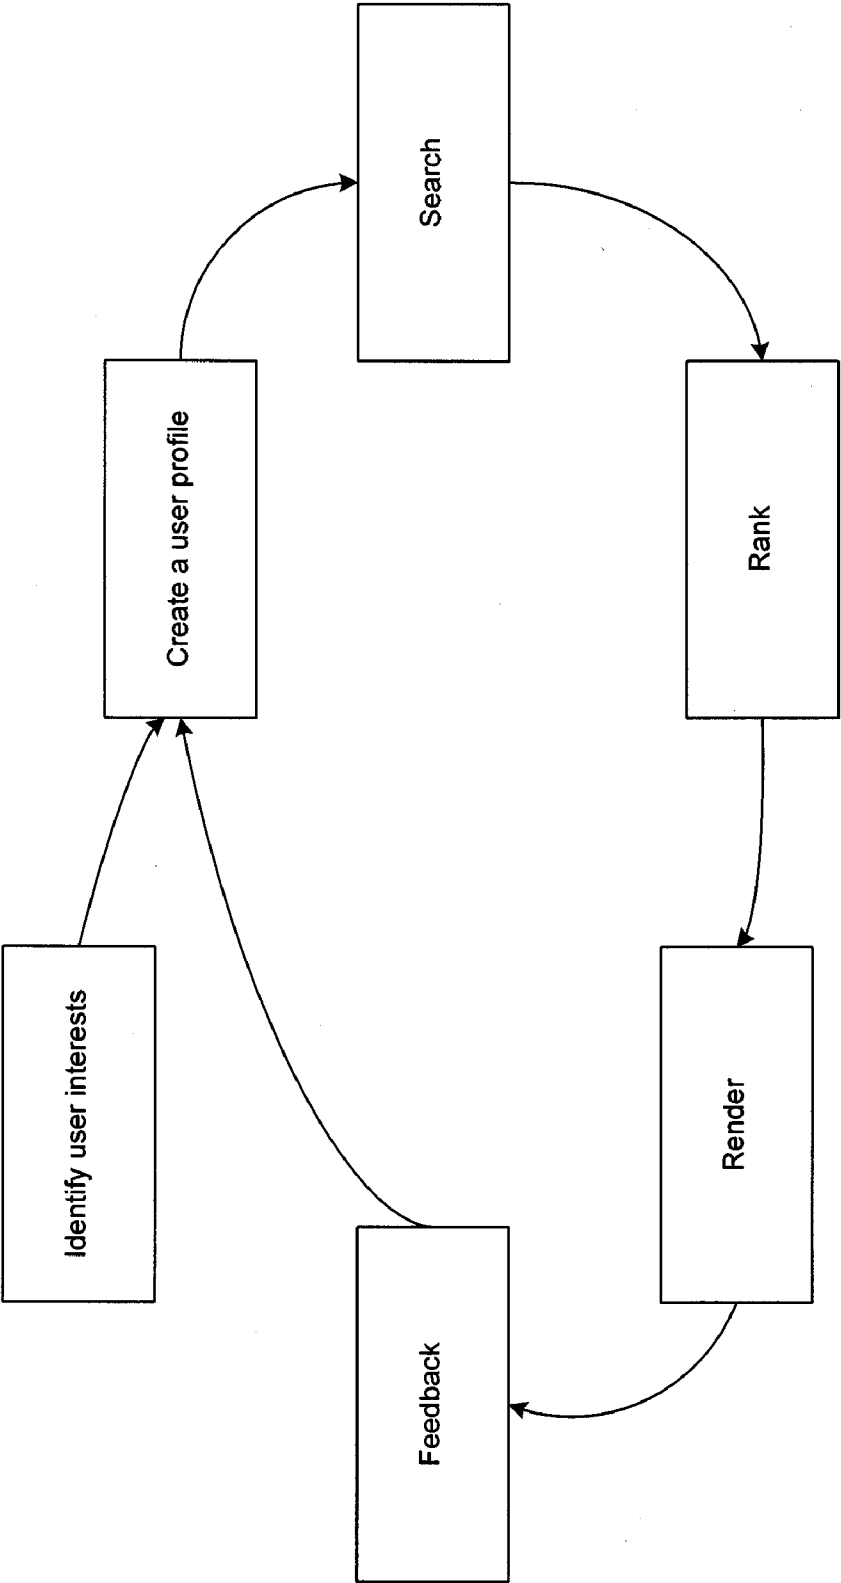 Identify user interests
Create a user profile
Search
Rank
Render
Feedback